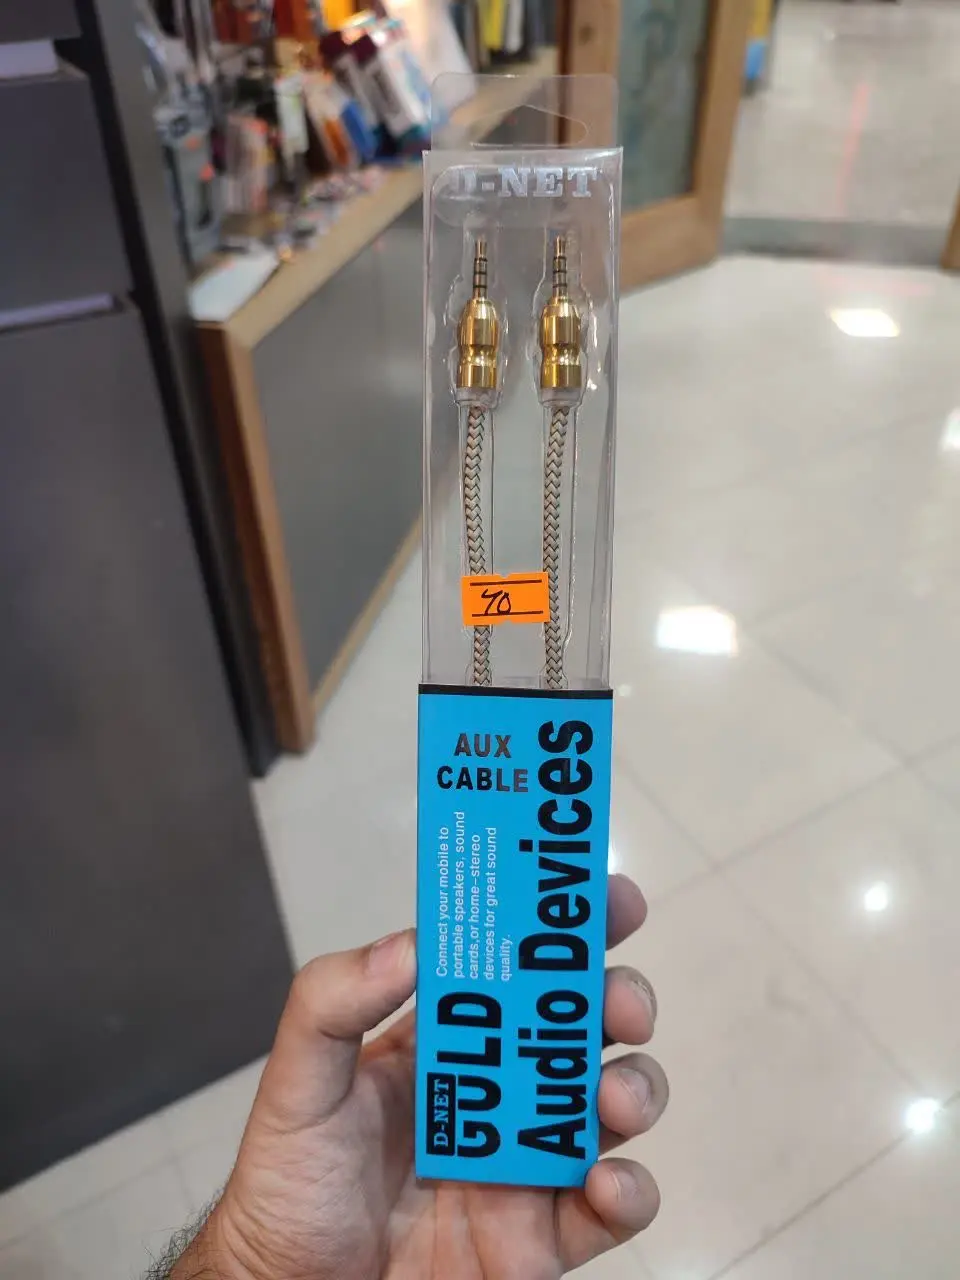 D-NET
AUX
CABLE
Connect your mobile to
portable speakers, sound
cards,or home-stereo
devices for great sound
quality.
D-NET
GOLD
Audio Devices